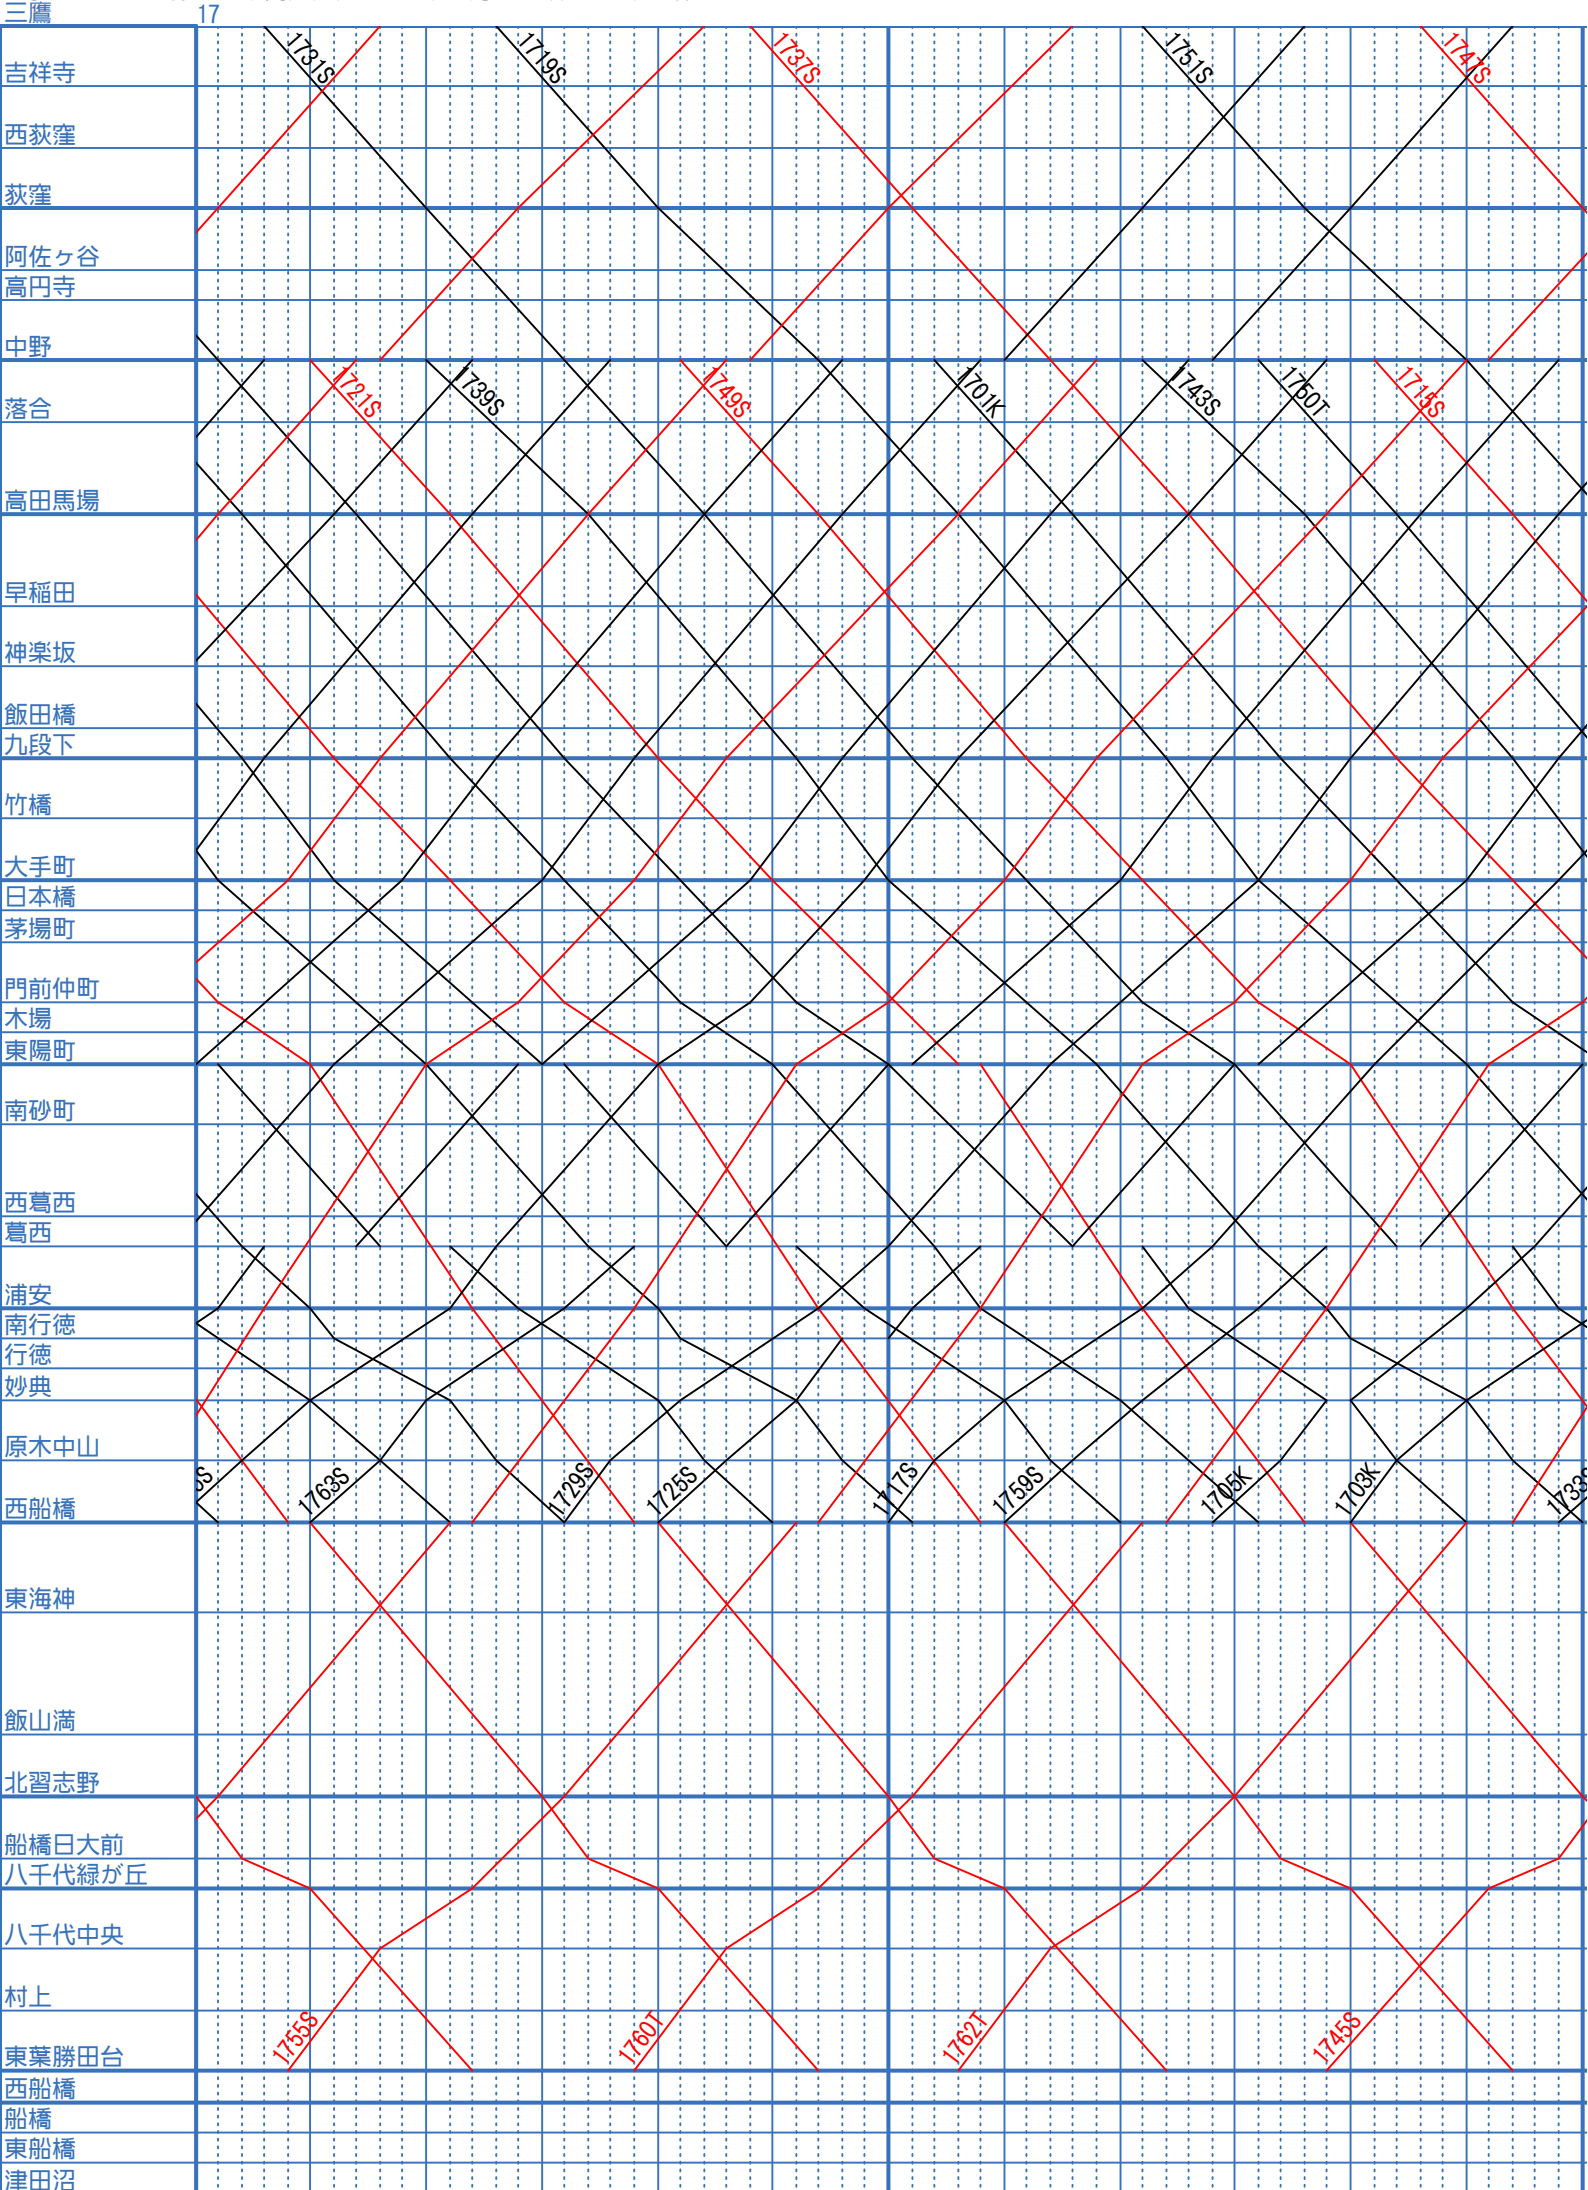 三鷹 17
1731S 1719S 1737S 1751S 1747S
吉祥寺
西荻窪
荻窪
阿佐ヶ谷
高円寺
中野
1721S 1739S 1749S 1701K 1743S 1750T 1715S
落合
高田馬場
早稲田
神楽坂
飯田橋
九段下
竹橋
大手町
日本橋
茅場町
門前仲町
木場
東陽町
南砂町
西葛西
葛西
浦安
南行徳
行徳
妙典
原木中山
1763S 1729S 1725S 1717S 1759S 1705K 1703K
西船橋
東海神
飯山満
北習志野
船橋日大前
八千代緑が丘
八千代中央
村上
1755S 1760T 1762T 1745S
東葉勝田台
西船橋
船橋
東船橋
津田沼